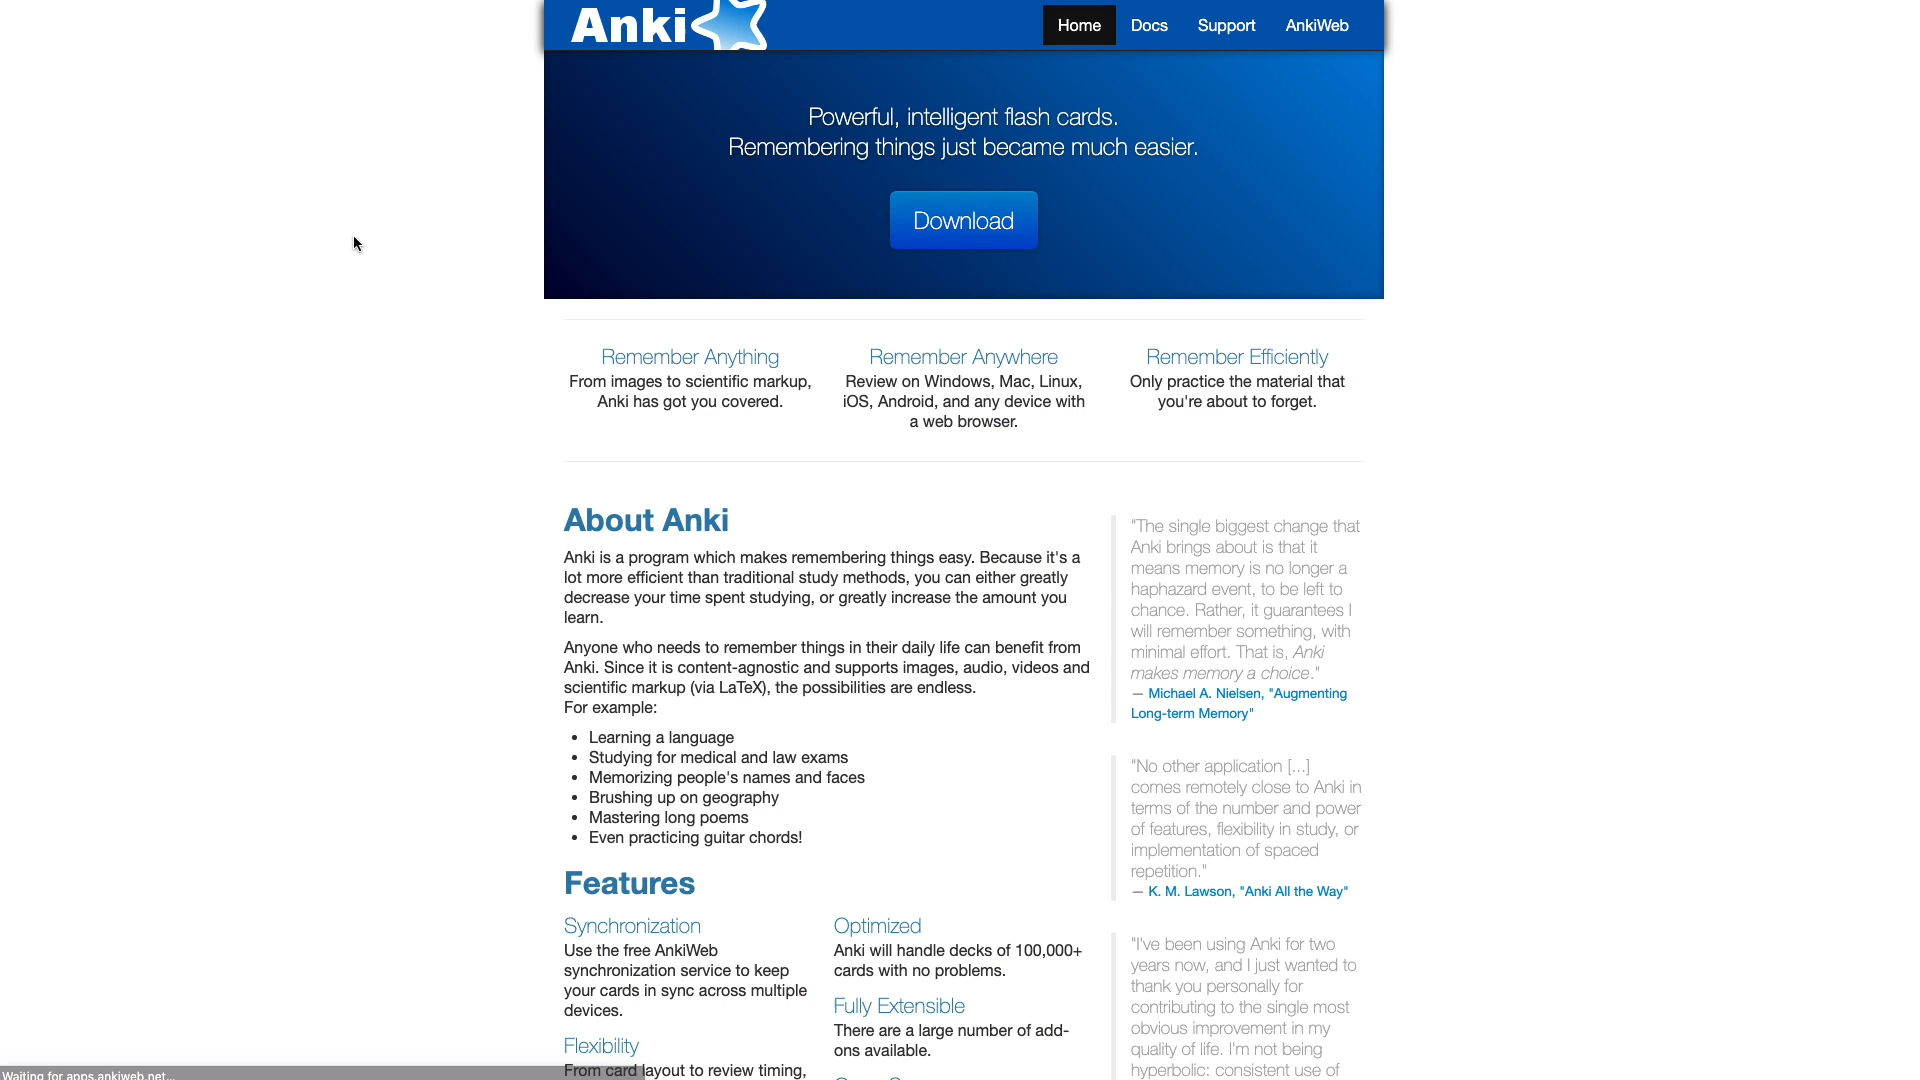 Anki
Home Docs Support AnkiWeb
Powerful, intelligent flash cards.
Remembering things just became much easier.
Download
Remember Anything
From images to scientific markup,
Anki has got you covered.
Remember Anywhere
Review on Windows, Mac, Linux,
iOS, Android, and any device with
a web browser.
Remember Efficiently
Only practice the material that
you're about to forget.
About Anki
Anki is a program which makes remembering things easy. Because it's a
lot more efficient than traditional study methods, you can either greatly
decrease your time spent studying, or greatly increase the amount you
learn.
Anyone who needs to remember things in their daily life can benefit from
Anki. Since it is content-agnostic and supports images, audio, videos and
scientific markup (via LaTeX), the possibilities are endless.
For example:
• Learning a language
• Studying for medical and law exams
• Memorizing people's names and faces
• Brushing up on geography
• Mastering long poems
• Even practicing guitar chords!
Features
Synchronization
Use the free AnkiWeb
synchronization service to keep
your cards in sync across multiple
devices.
Flexibility
From card layout to review timing,
Optimized
Anki will handle decks of 100,000+
cards with no problems.
Fully Extensible
There are a large number of add-
ons available.
"The single biggest change that
Anki brings about is that it
means memory is no longer a
haphazard event, to be left to
chance. Rather, it guarantees I
will remember something, with
minimal effort. That is, Anki
makes memory a choice."
— Michael A. Nielsen, "Augmenting
Long-term Memory"
"No other application [...]
comes remotely close to Anki in
terms of the number and power
of features, flexibility in study, or
implementation of spaced
repetition."
— K. M. Lawson, "Anki All the Way"
"I've been using Anki for two
years now, and I just wanted to
thank you personally for
contributing to the single most
obvious improvement in my
quality of life. I'm not being
hyperbolic: consistent use of
Waiting for apps.ankiweb.net...